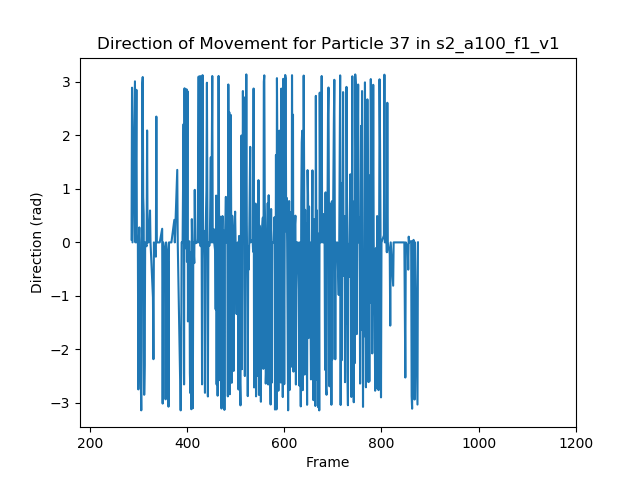 Direction of Movement for Particle 37 in s2_a100_f1_v1
Direction (rad)
3
2
1
0
−1
−2
−3
200 400 600 800 1000 1200
Frame